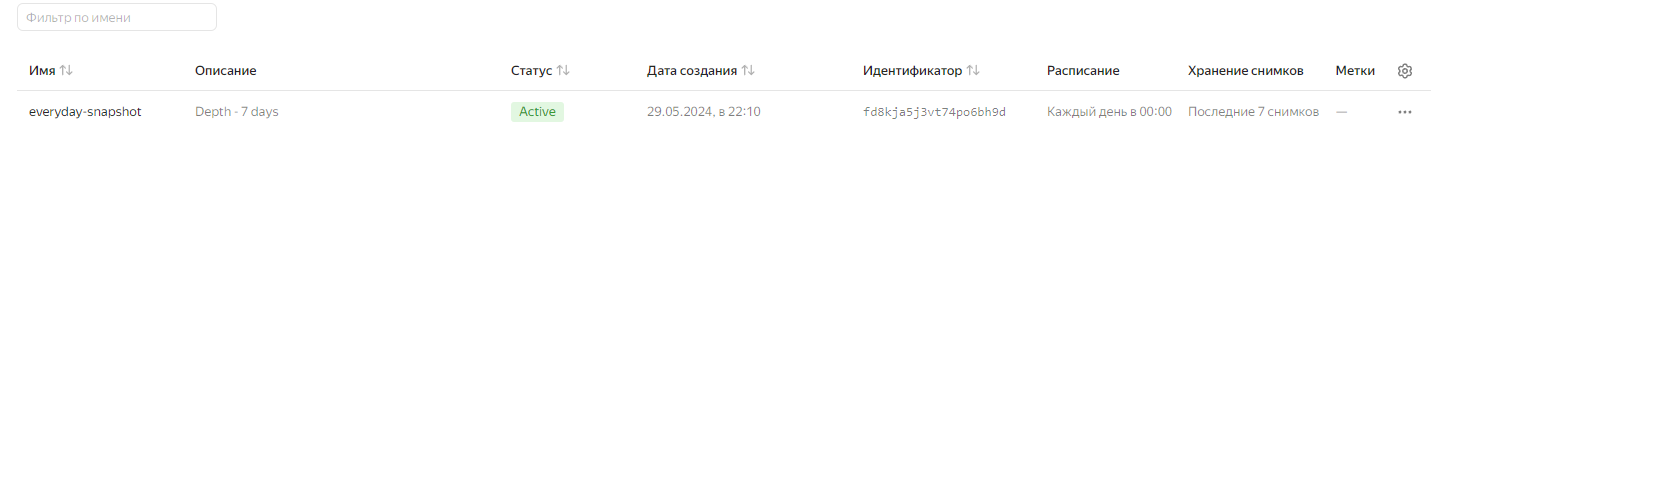 Фильтр по имени
Имя Описание Статус Дата создания Идентификатор Расписание Хранение снимков Метки
everyday-snapshot Depth - 7 days Active 29.05.2024, в 22:10 fd8kja5j3vt74po6bh9d Каждый день в 00:00 Последние 7 снимков —